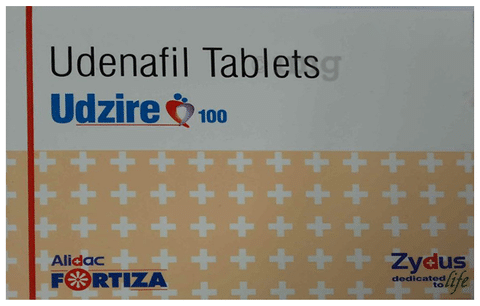 Udenafil Tablets
Udzire 100
Alidac
FORTIZA
Zydus
dedicated
to life